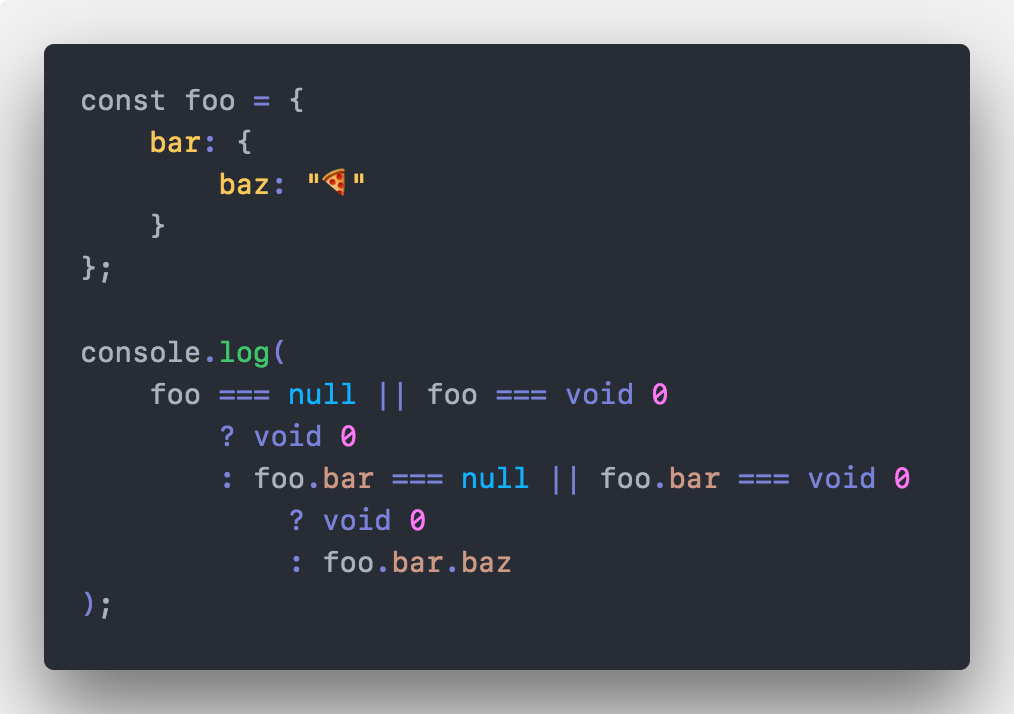 const foo = {
    bar: {
        baz: "🍕"
    }
};

console.log(
    foo === null || foo === void 0
        ? void 0
        : foo.bar === null || foo.bar === void 0
            ? void 0
            : foo.bar.baz
);